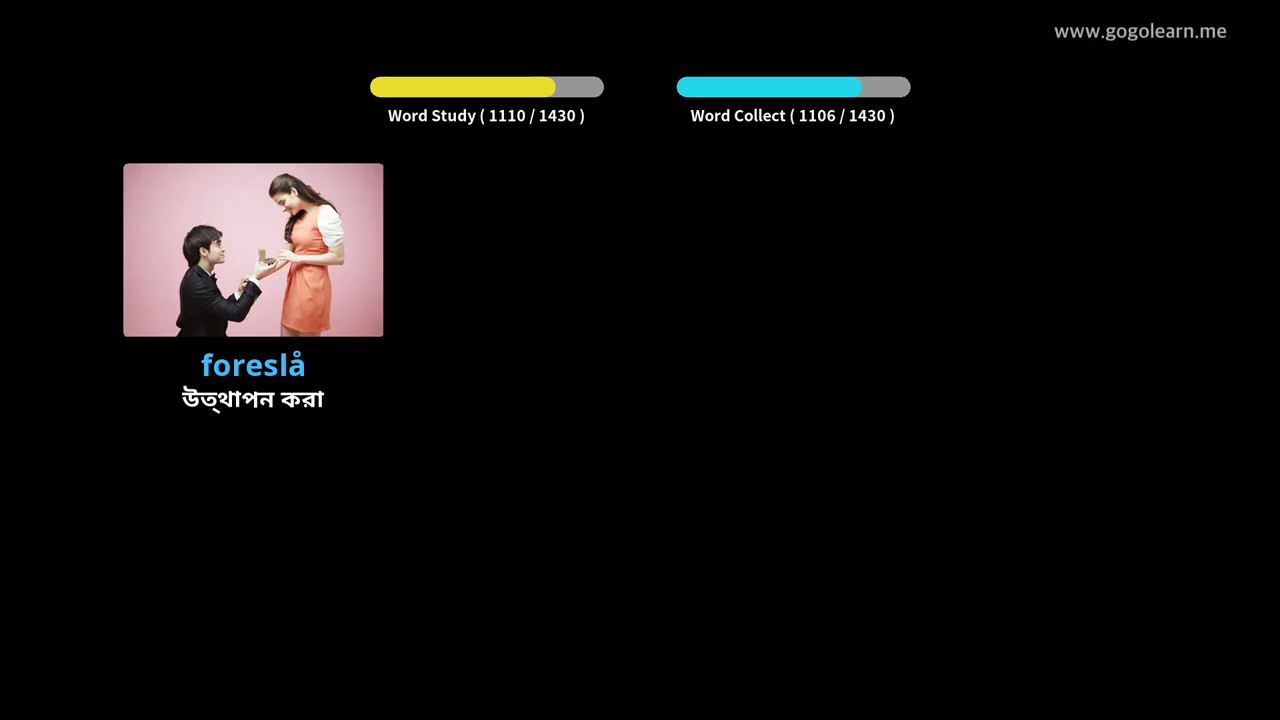 www.gogolearn.me
Word Study ( 1110 / 1430 )
Word Collect ( 1106 / 1430 )
foreslå
উত্থাপন করা